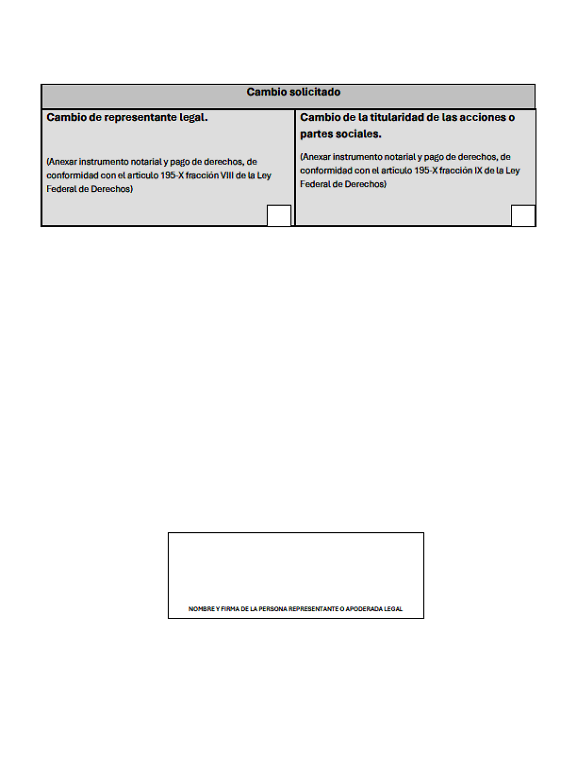 Cambio solicitado
Cambio de representante legal.
(Anexar instrumento notarial y pago de derechos, de
conformidad con el artículo 195-X fracción VIII de la Ley
Federal de Derechos)
Cambio de la titularidad de las acciones o
partes sociales.
(Anexar instrumento notarial y pago de derechos, de
conformidad con el artículo 195-X fracción IX de la Ley
Federal de Derechos)
NOMBRE Y FIRMA DE LA PERSONA REPRESENTANTE O APODERADA LEGAL